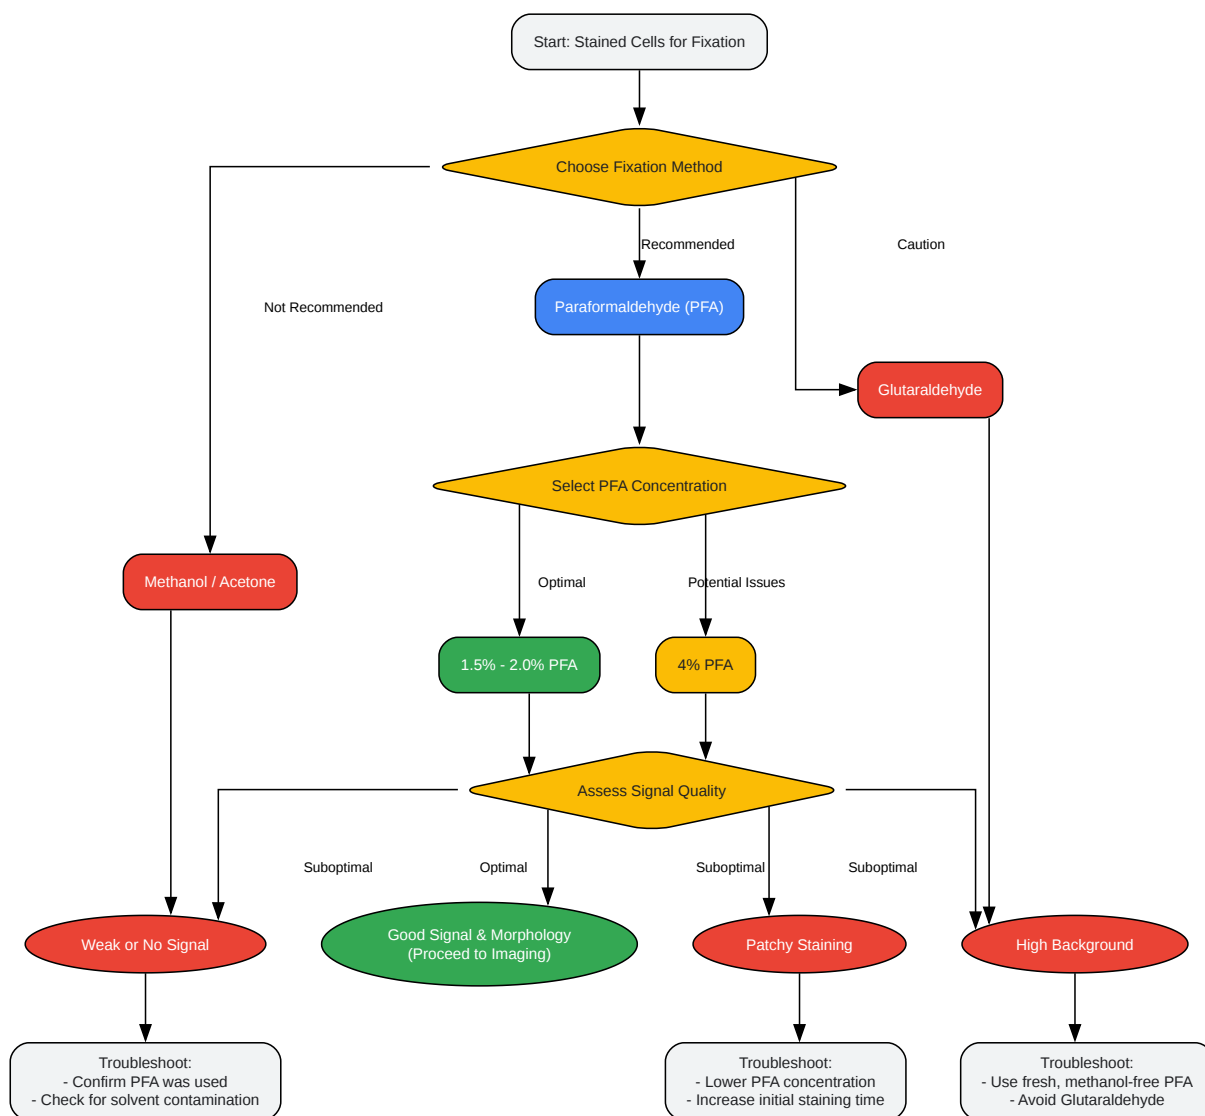 Start: Stained Cells for Fixation
Choose Fixation Method
Recommended
Caution
Not Recommended
Paraformaldehyde (PFA)
Glutaraldehyde
Select PFA Concentration
Methanol / Acetone
Optimal
Potential Issues
1.5% - 2.0% PFA
4% PFA
Assess Signal Quality
Suboptimal
Optimal
Suboptimal
Suboptimal
Weak or No Signal
Good Signal & Morphology
(Proceed to Imaging)
Patchy Staining
High Background
Troubleshoot:
- Confirm PFA was used
- Check for solvent contamination
Troubleshoot:
- Lower PFA concentration
- Increase initial staining time
Troubleshoot:
- Use fresh, methanol-free PFA
- Avoid Glutaraldehyde